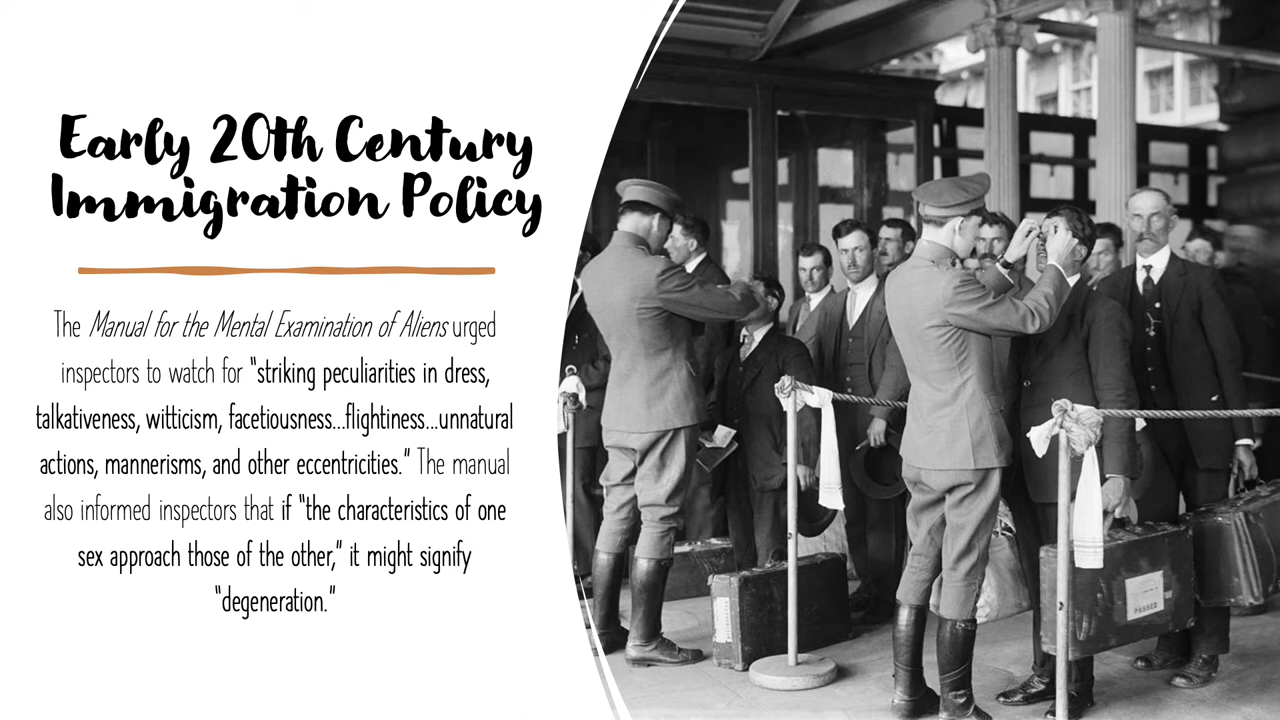 Early 20th Century
Immigration Policy
The Manual for the Mental Examination of Aliens urged
inspectors to watch for "striking peculiarities in dress,
talkativeness, witticism, facetiousness...flightiness...unnatural
actions, mannerisms, and other eccentricities." The manual
also informed inspectors that if "the characteristics of one
sex approach those of the other," it might signify
"degeneration."
PASSED